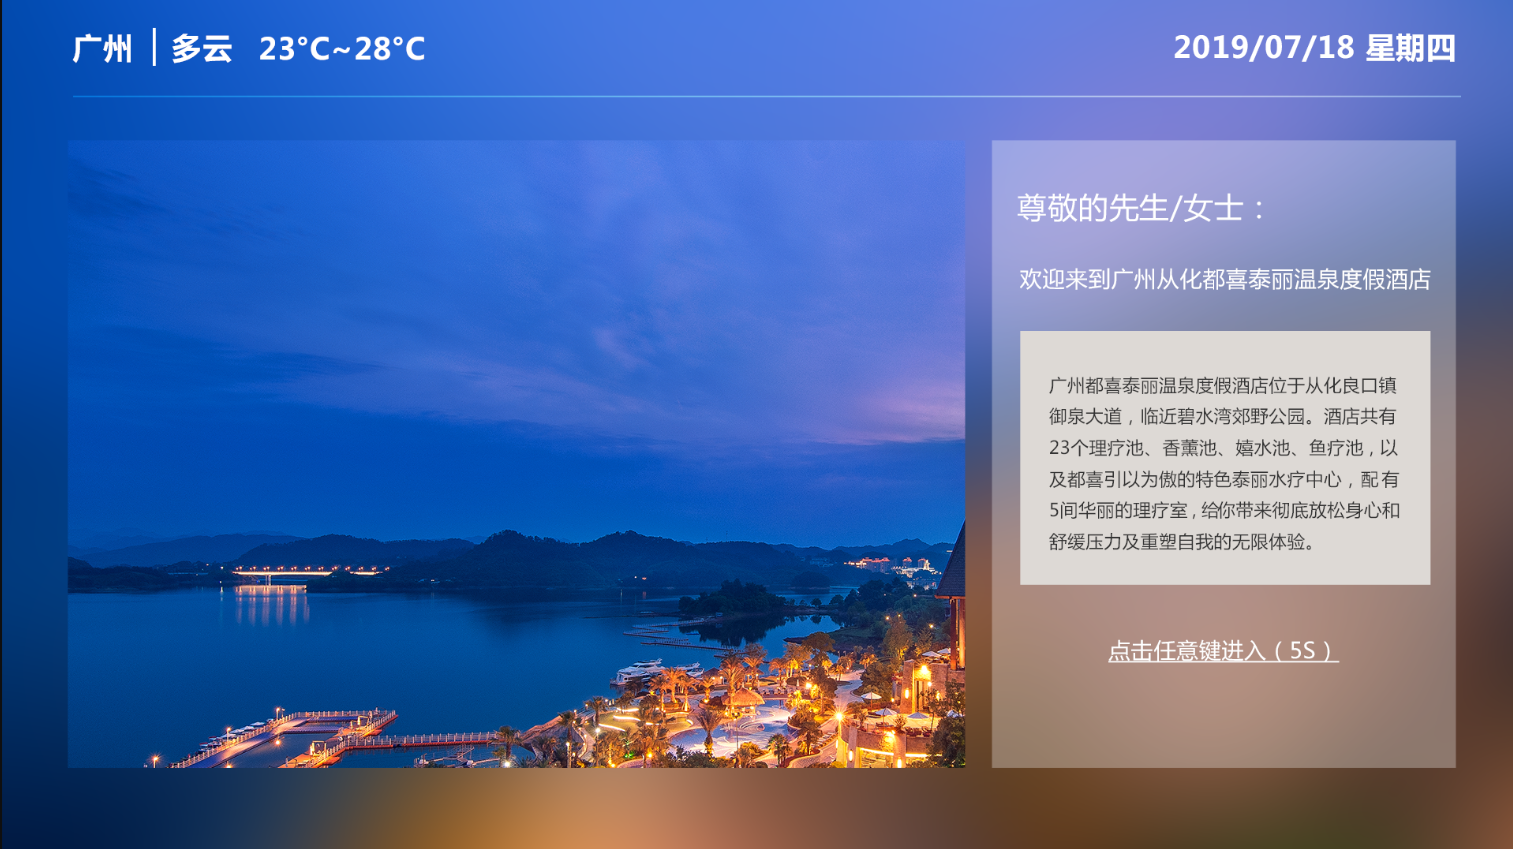 广州 | 多云 23°C~28°C
2019/07/18 星期四
尊敬的先生/女士：
欢迎来到广州从化都喜泰丽温泉度假酒店
广州都喜泰丽温泉度假酒店位于从化良口镇
御泉大道，临近碧水湾郊野公园。酒店共有
23个理疗池、香薰池、嬉水池、鱼疗池，以
及都喜引以为傲的特色泰丽水疗中心，配有
5间华丽的理疗室，给你带来彻底放松身心和
舒缓压力及重塑自我的无限体验。
点击任意键进入（5S）